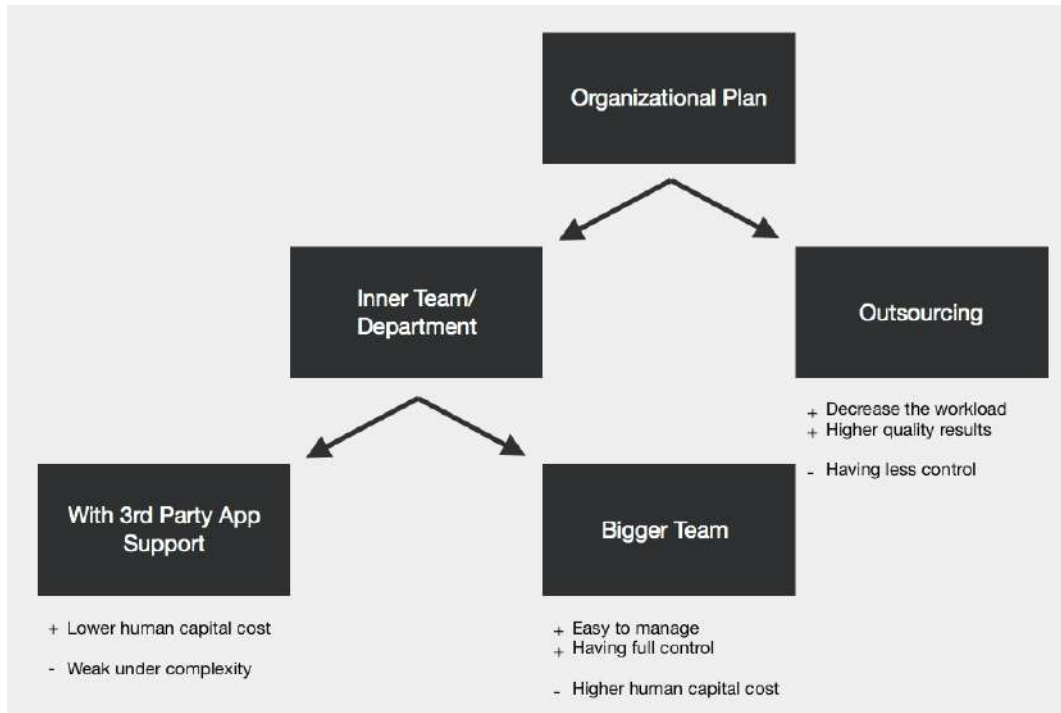 Organizational Plan
Inner Team/
Department
Outsourcing
+ Decrease the workload
+ Higher quality results
- Having less control
With 3rd Party App
Support
Bigger Team
+ Lower human capital cost
- Weak under complexity
+ Easy to manage
+ Having full control
- Higher human capital cost